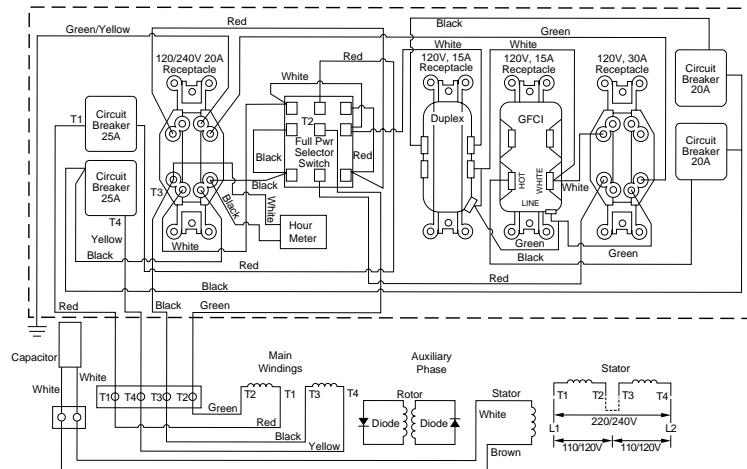 Red
Black
Green
Green/Yellow
White
White
120/240V 20A
Receptacle
Red
120V, 15A
Receptacle
120V, 15A
Receptacle
120V, 30A
Receptacle
Circuit
Breaker
20A
White
T1
Circuit
Breaker
25A
T2
Full Pwr
Selector
Switch
Duplex
GFCI
Circuit
Breaker
20A
Black
Red
Circuit
Breaker
25A
T3
Black
HOT
WHITE
White
LINE
T4
Black
White
Hour
Meter
Yellow
White
Green
Green
Black
Red
Black
Red
Black
Red
Black
Green
Capacitor
White
White
Main
Windings
Auxiliary
Phase
Stator
T1
T4
T3
T2
T2
T1
T3
T4
Green
Red
Black
Yellow
Rotor
Diode
Diode
Stator
White
Brown
T1
T2
T3
T4
220/240V
L1
L2
110/120V
110/120V